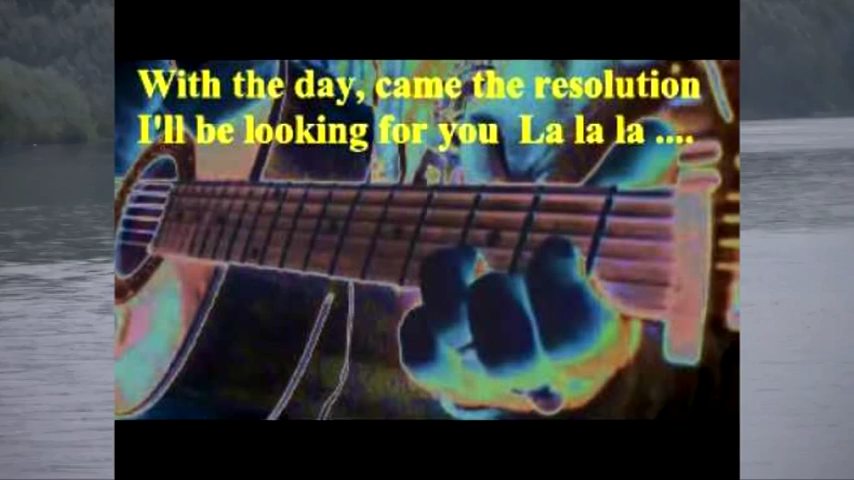 With the day, came the resolution
I'll be looking for you  La la la ....